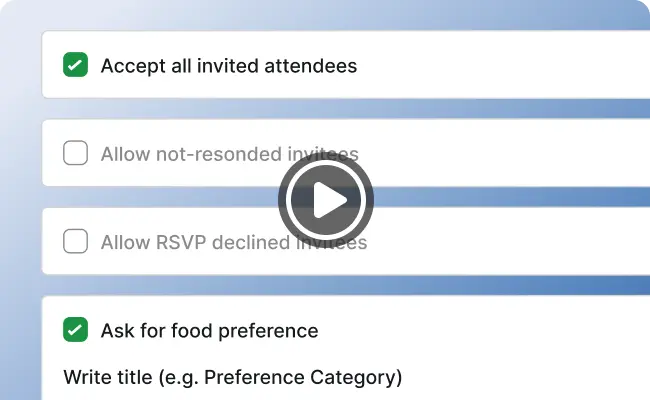 Accept all invited attendees
Allow not-resonded invitees
Allow RSVP declined invitees
Ask for food preference
Write title (e.g. Preference Category)